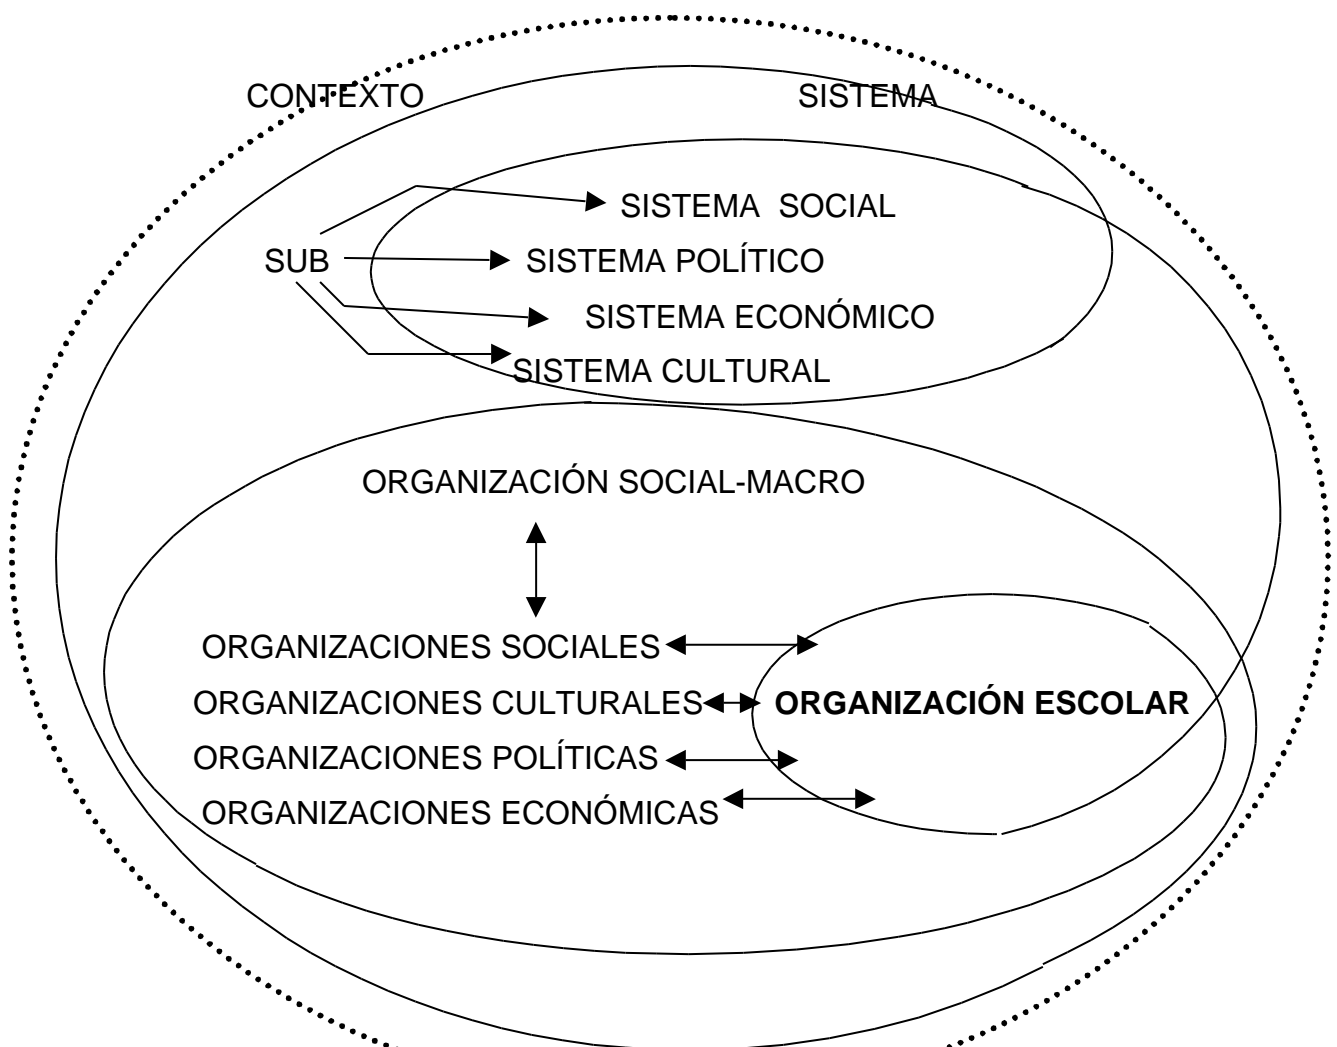 CONTEXTO SISTEMA
SISTEMA SOCIAL
SUB SISTEMA POLÍTICO
SISTEMA ECONÓMICO
SISTEMA CULTURAL
ORGANIZACIÓN SOCIAL-MACRO
ORGANIZACIONES SOCIALES
ORGANIZACIONES CULTURALES ORGANIZACIÓN ESCOLAR
ORGANIZACIONES POLÍTICAS
ORGANIZACIONES ECONÓMICAS